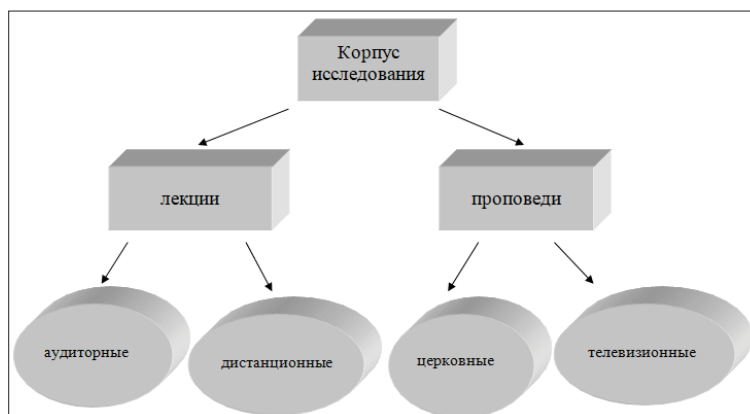 Корпус
исследования
лекции
проповеди
аудиторные
дистанционные
церковные
телевизионные